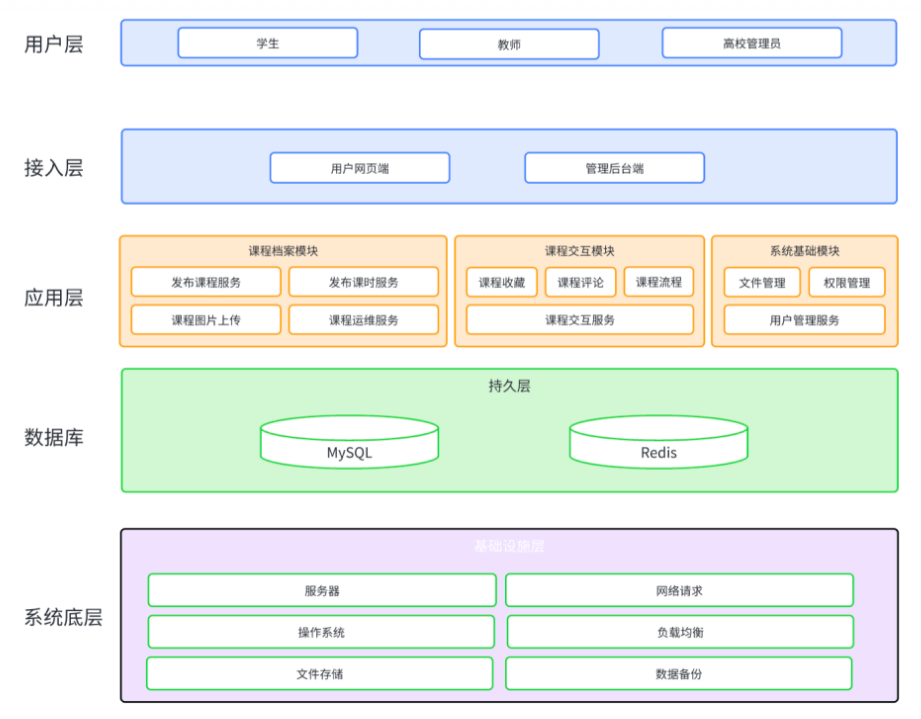 用户层
学生
教师
高校管理员
接入层
用户网页端
管理后台端
应用层
课程档案模块
发布课程服务
发布课时服务
课程图片上传
课程运维服务
课程交互模块
课程收藏
课程评论
课程流程
课程交互服务
系统基础模块
文件管理
权限管理
用户管理服务
数据库
持久层
MySQL
Redis
系统底层
基础设施层
服务器
网络请求
操作系统
负载均衡
文件存储
数据备份